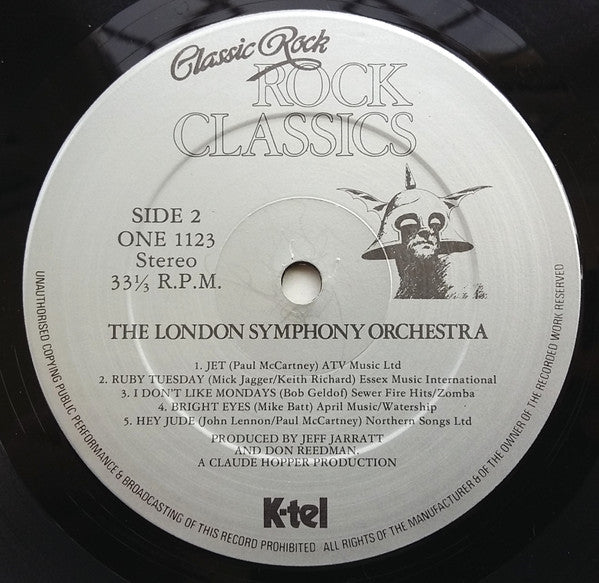 Classic Rock
ROCK
CLASSICS
SIDE 2
ONE 1123
Stereo
33⅓ R.P.M.
THE LONDON SYMPHONY ORCHESTRA
1. JET (Paul McCartney) ATV Music Ltd
2. RUBY TUESDAY (Mick Jagger/Keith Richard) Essex Music International
3. I DON'T LIKE MONDAYS (Bob Geldof) Sewer Fire Hits/Zomba
4. BRIGHT EYES (Mike Batt) April Music/Watership
5. HEY JUDE (John Lennon/Paul McCartney) Northern Songs Ltd
PRODUCED BY JEFF JARRATT
AND DON REEDMAN.
A CLAUDE HOPPER PRODUCTION
K-tel
UNAUTHORISED COPYING PUBLIC PERFORMANCE & BROADCASTING OF THIS RECORD PROHIBITED ALL RIGHTS OF THE MANUFACTURER & OF THE OWNER OF THE RECORDED WORK RESERVED